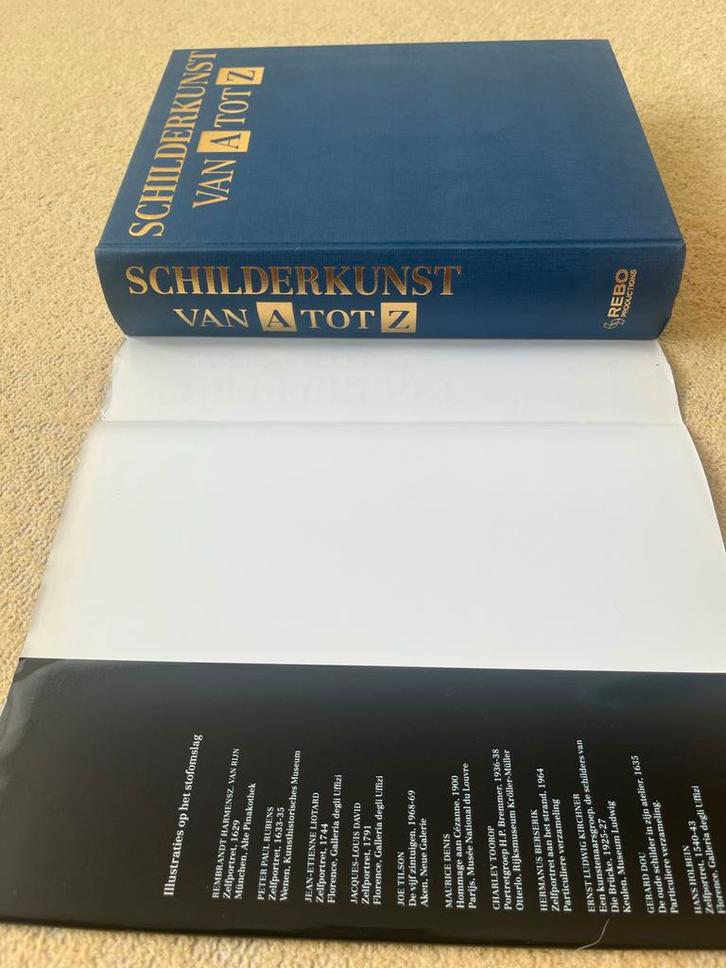 SCHILDERKUNST
VAN A TOT Z
SCHILDERKUNST
VAN A TOT Z
REBO
PRODUCTIONS
Illustraties op het stofomslag
REMBRANDT HARMENSZ. VAN RIJN
Zelfportret, 1629
München, Alte Pinakothek
PETER PAUL RUBENS
Zelfportret, 1633-35
Wenen, Kunsthistorisches Museum
JEAN-ETIENNE LIOTARD
Zelfportret, 1744
Florence, Galleria degli Uffizi
JACQUES-LOUIS DAVID
Zelfportret, 1791
Florence, Galleria degli Uffizi
JOE TILSON
De vijf zintuigen, 1968-69
Aken, Neue Galerie
MAURICE DENIS
Hommage aan Cézanne, 1900
Parijs, Musée National du Louvre
CHARLEY TOOROP
Portretgroep H.P. Bremmer, 1936-38
Otterlo, Rijksmuseum Kröller-Müller
HERMANUS BERSERIK
Zelfportret aan het strand, 1964
Particuliere verzameling
ERNST LUDWIG KIRCHNER
Een kunstenaarsgroep, de schilders van
Die Brücke, 1925-27
Keulen, Museum Ludwig
GERARD DOU
De oude schilder in zijn atelier, 1635
Particuliere verzameling.
HANS HOLBEIN
Zelfportret, 1540-43
Florence, Galleria degli Uffizi